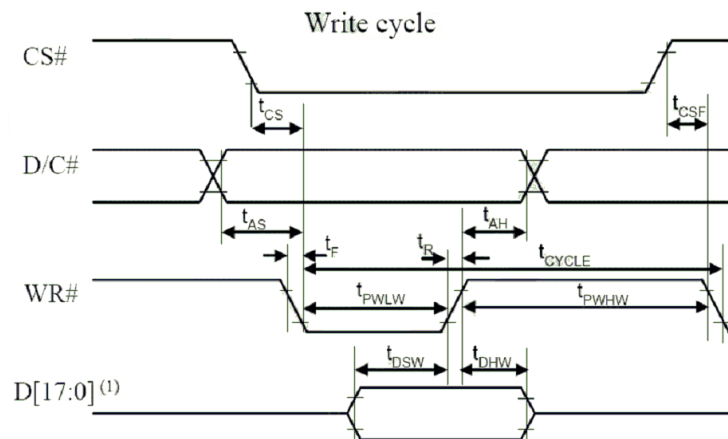 Write cycle
CS#
tCS
tCSF
D/C#
tAS
tAH
tF
tR
tCYCLE
WR#
tPWLW
tPWHW
tDSW
tDHW
D[17:0](1)